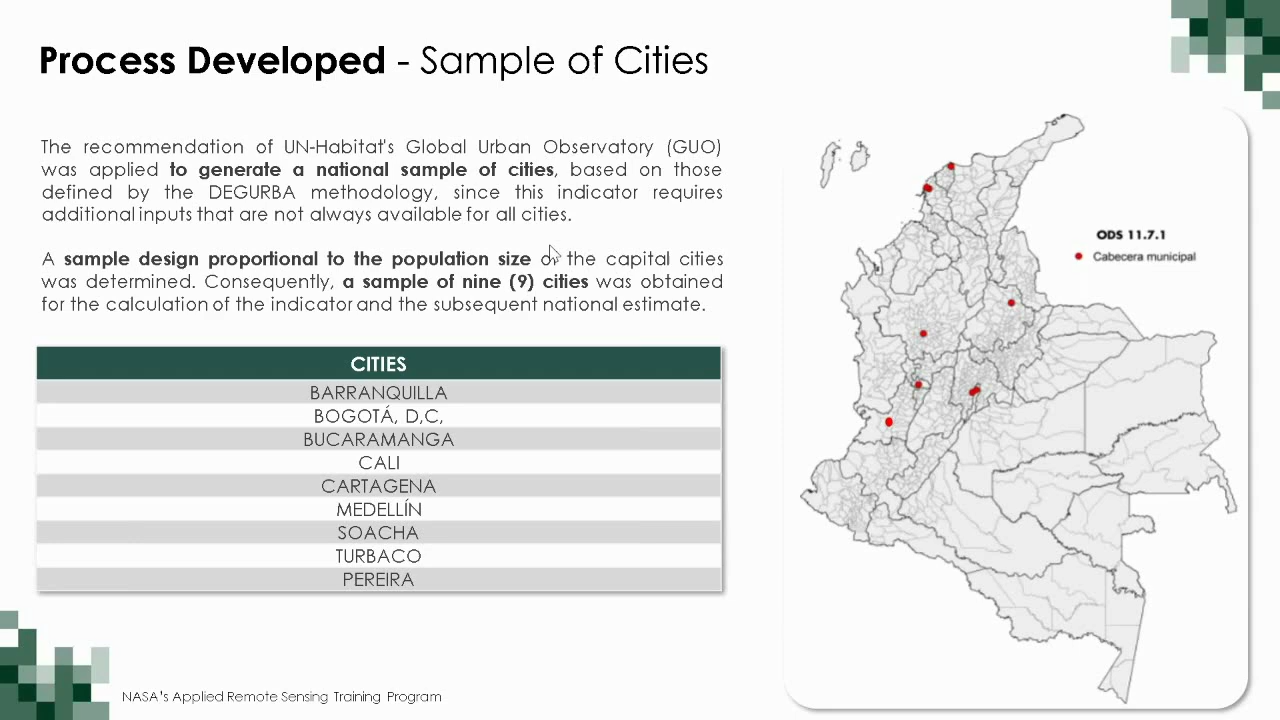 Process Developed - Sample of Cities
The recommendation of UN-Habitat's Global Urban Observatory (GUO)
was applied to generate a national sample of cities, based on those
defined by the DEGURBA methodology, since this indicator requires
additional inputs that are not always available for all cities.
A sample design proportional to the population size of the capital cities
was determined. Consequently, a sample of nine (9) cities was obtained
for the calculation of the indicator and the subsequent national estimate.
CITIES
BARRANQUILLA
BOGOTÁ, D,C,
BUCARAMANGA
CALI
CARTAGENA
MEDELLÍN
SOACHA
TURBACO
PEREIRA
ODS 11.7.1
Cabecera municipal
NASA's Applied Remote Sensing Training Program